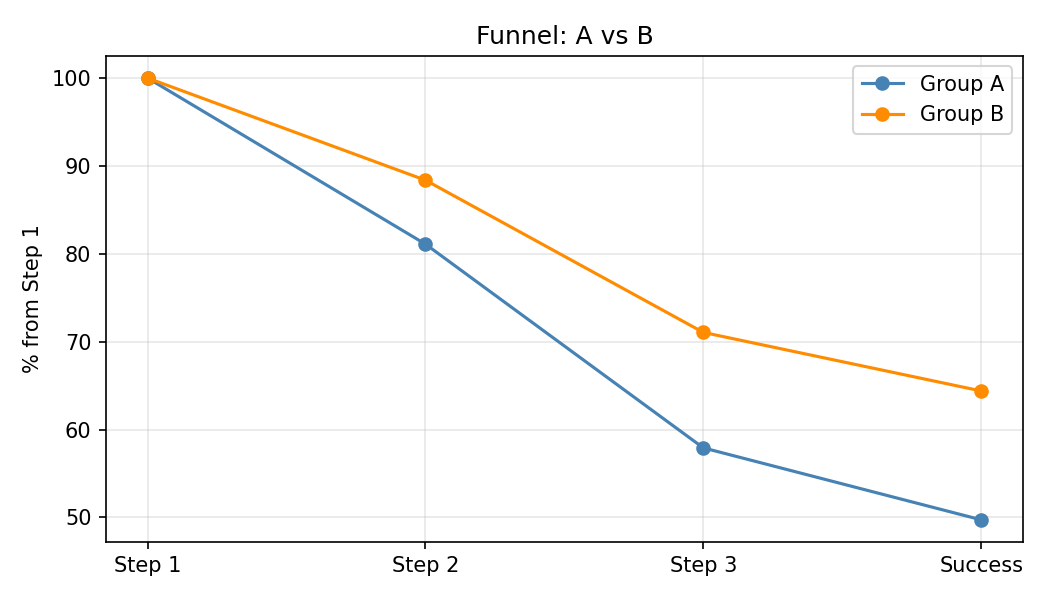 Funnel: A vs B
Group A
Group B
% from Step 1
100
90
80
70
60
50
Step 1
Step 2
Step 3
Success